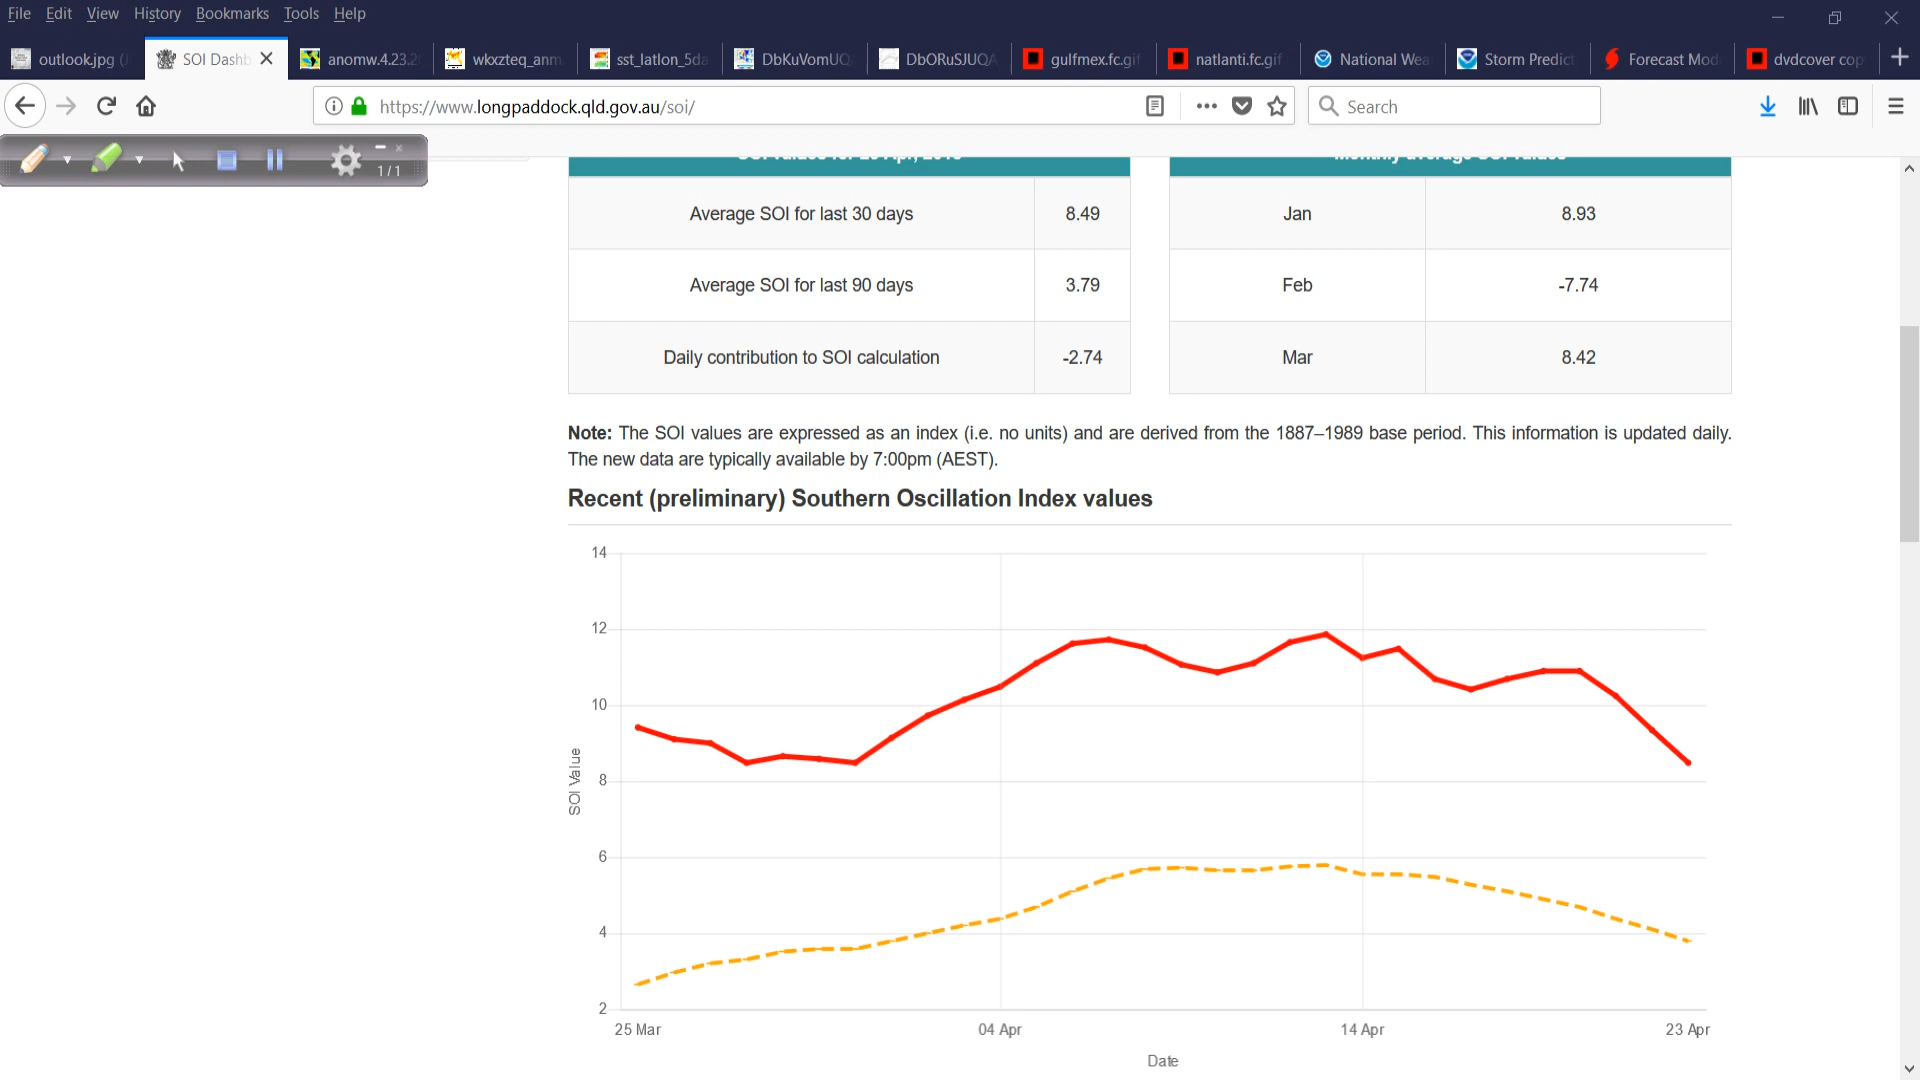 File Edit View History Bookmarks Tools Help
outlook.jpg
SOI Dashb
anomw.4.23.2
wkxzteq_anm
sst_latlon_5da
DbKuVomUQ
DbORuSJUQA
gulfmex.fc.gif
natlanti.fc.gif
National Wea
Storm Predict
Forecast Mod
dvdcover cop
https://www.longpaddock.qld.gov.au/soi/
Search
1/1
Monthly average SOI values
Average SOI for last 30 days 8.49
Jan 8.93
Average SOI for last 90 days 3.79
Feb -7.74
Daily contribution to SOI calculation -2.74
Mar 8.42
Note: The SOI values are expressed as an index (i.e. no units) and are derived from the 1887–1989 base period. This information is updated daily.
The new data are typically available by 7:00pm (AEST).
Recent (preliminary) Southern Oscillation Index values
14
12
10
8
6
4
2
SOI Value
25 Mar 04 Apr 14 Apr 23 Apr
Date